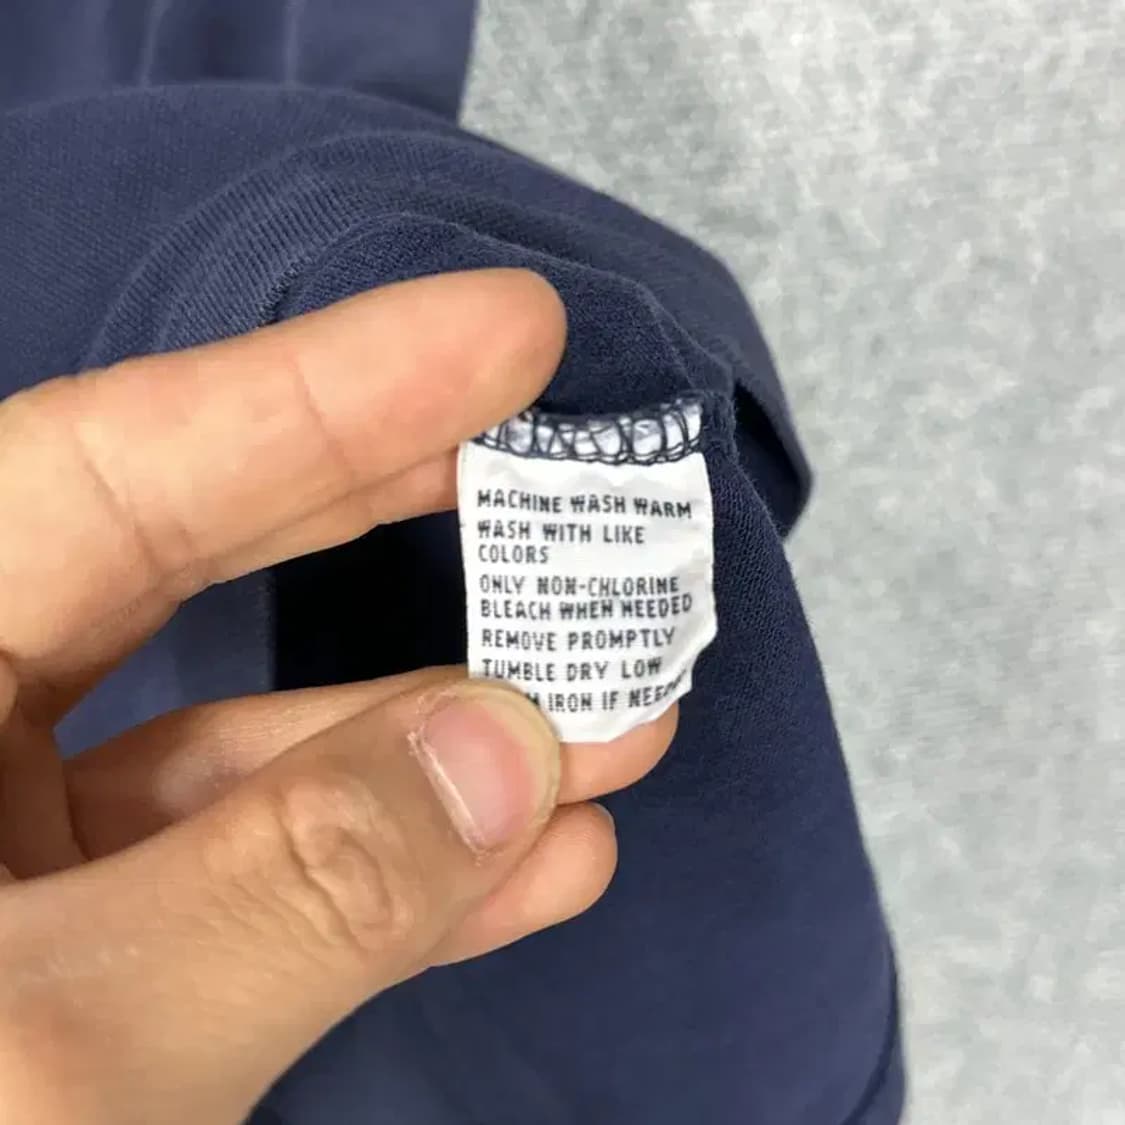 MACHINE WASH WARM
WASH WITH LIKE
COLORS
ONLY NON-CHLORINE
BLEACH WHEN NEEDED
REMOVE PROMPTLY
TUMBLE DRY LOW
IRON IF